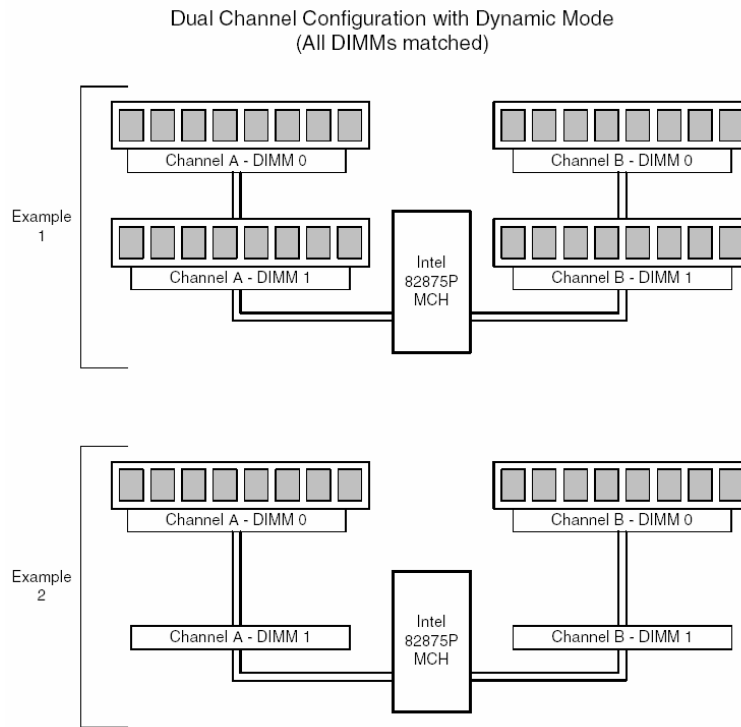 Dual Channel Configuration with Dynamic Mode
(All DIMMs matched)
Channel A - DIMM 0
Channel B - DIMM 0
Example
1
Channel A - DIMM 1
Intel
82875P
MCH
Channel B - DIMM 1
Channel A - DIMM 0
Channel B - DIMM 0
Example
2
Channel A - DIMM 1
Intel
82875P
MCH
Channel B - DIMM 1